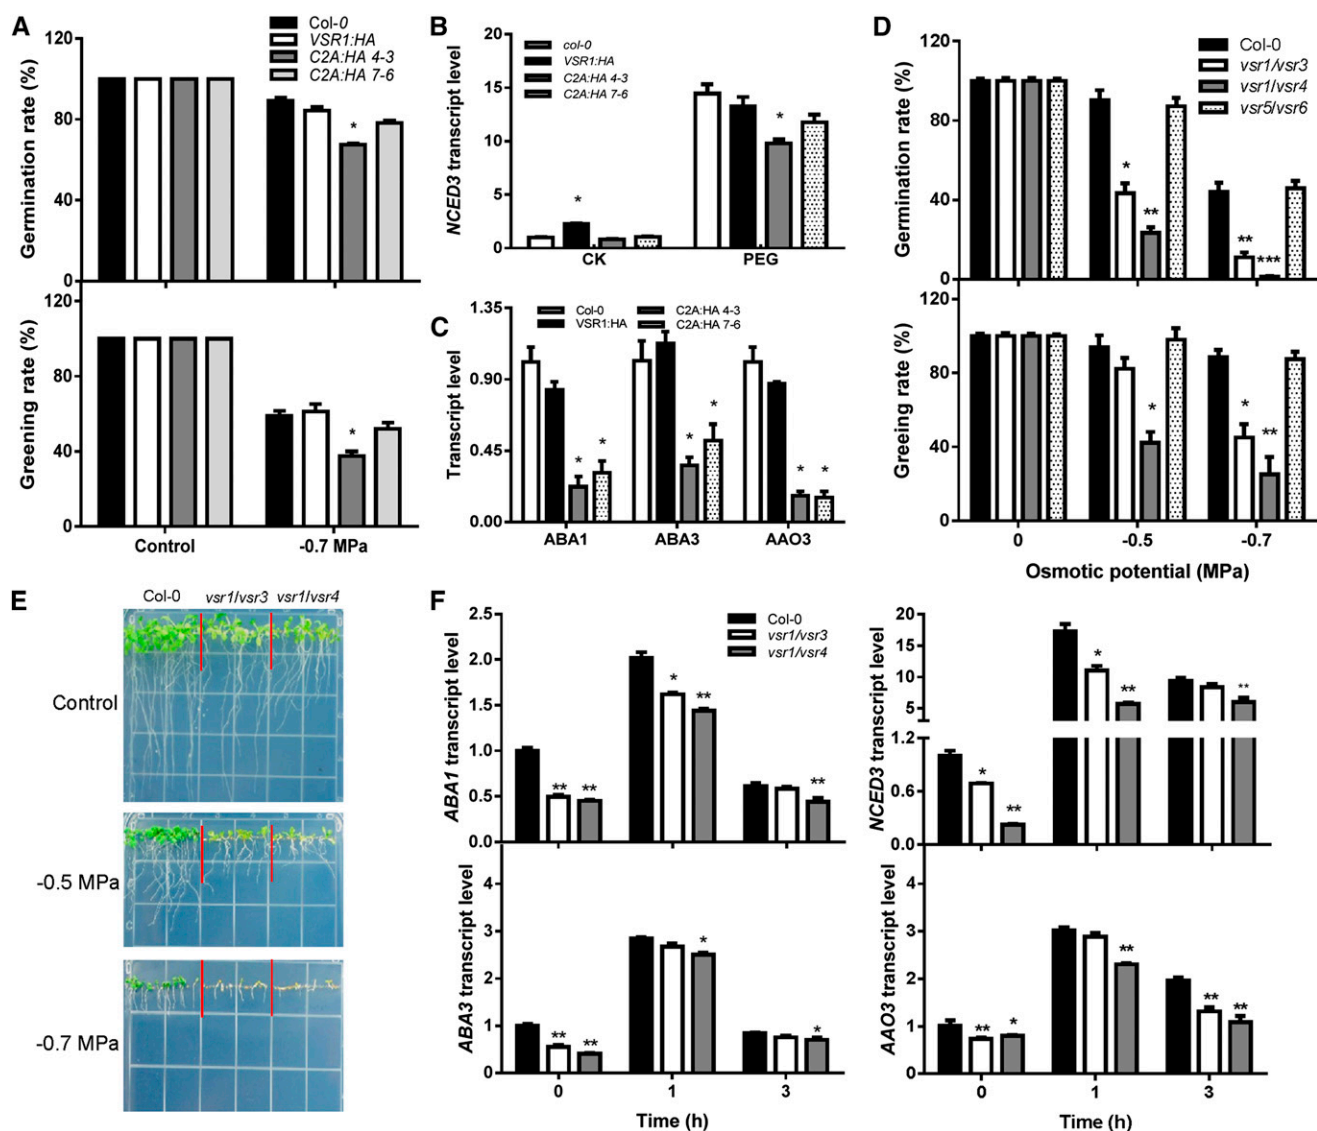 A
Col-0
VSR1:HA
C2A:HA 4-3
C2A:HA 7-6
Germination rate (%)
120
80
40
0
Greening rate (%)
120
80
40
0
*
*
Control
-0.7 MPa
B
col-0
VSR1:HA
C2A:HA 4-3
C2A:HA 7-6
NCED3 transcript level
20
15
10
5
0
*
*
CK
PEG
C
Col-0
VSR1:HA
C2A:HA 4-3
C2A:HA 7-6
Transcript level
1.35
0.90
0.45
0.00
* * * * * *
ABA1
ABA3
AAO3
D
Col-0
vsr1/vsr3
vsr1/vsr4
vsr5/vsr6
Germination rate (%)
120
80
40
0
* ** ** ***
Greeing rate (%)
120
80
40
0
* * **
0
-0.5
-0.7
Osmotic potential (MPa)
E
Col-0 vsr1/vsr3 vsr1/vsr4
Control
-0.5 MPa
-0.7 MPa
F
Col-0
vsr1/vsr3
vsr1/vsr4
ABA1 transcript level
2.5
2.0
1.5
1.0
0.5
0.0
** ** * ** **
ABA3 transcript level
4
3
2
1
0
** ** * *
0
1
3
Time (h)
NCED3 transcript level
20
15
10
5
1.2
0.6
0.0
* ** * ** **
AAO3 transcript level
4
3
2
1
0
** * ** ** **
0
1
3
Time (h)